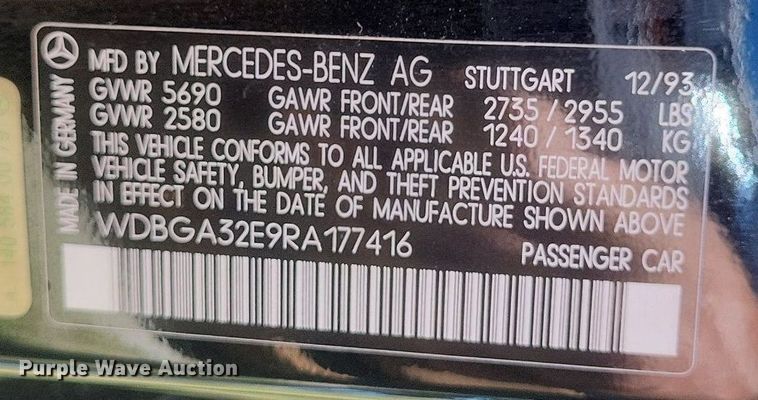 MFD BY MERCEDES-BENZ AG STUTTGART 12/93
GVWR 5690 GAWR FRONT/REAR 2735/2955 LBS
GVWR 2580 GAWR FRONT/REAR 1240/1340 KG
THIS VEHICLE CONFORMS TO ALL APPLICABLE U.S. FEDERAL MOTOR
VEHICLE SAFETY, BUMPER, AND THEFT PREVENTION STANDARDS
IN EFFECT ON THE DATE OF MANUFACTURE SHOWN ABOVE
WDBGA32E9RA177416 PASSENGER CAR
MADE IN GERMANY
Purple Wave Auction